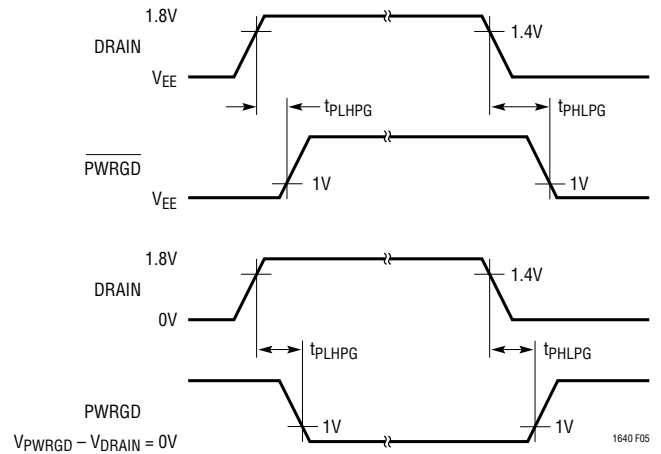 1.8V
DRAIN
1.4V
VEE
tPLHPG
tPHLPG
PWRGD
1V
1V
VEE
1.8V
DRAIN
1.4V
0V
tPLHPG
tPHLPG
PWRGD
1V
1V
VPWRGD – VDRAIN = 0V
1640 F05